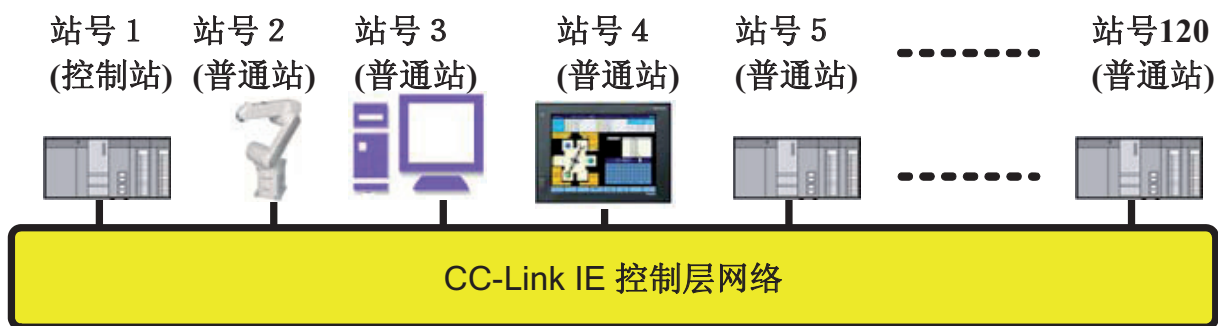 站号 1 站号 2 站号 3 站号 4 站号 5 站号120
(控制站) (普通站) (普通站) (普通站) (普通站) (普通站)
CC-Link IE 控制层网络